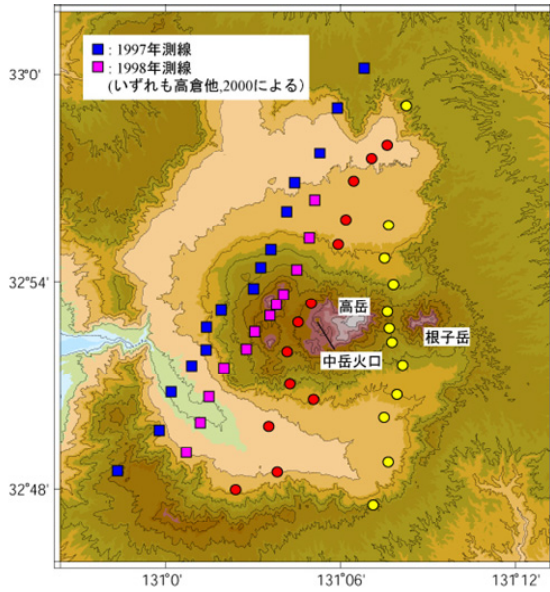 : 1997年測線
33°0'
: 1998年測線
(いずれも高倉他,2000による)
32°54'
高岳
根子岳
中岳火口
32°48'
131°0'
131°06'
131°12'